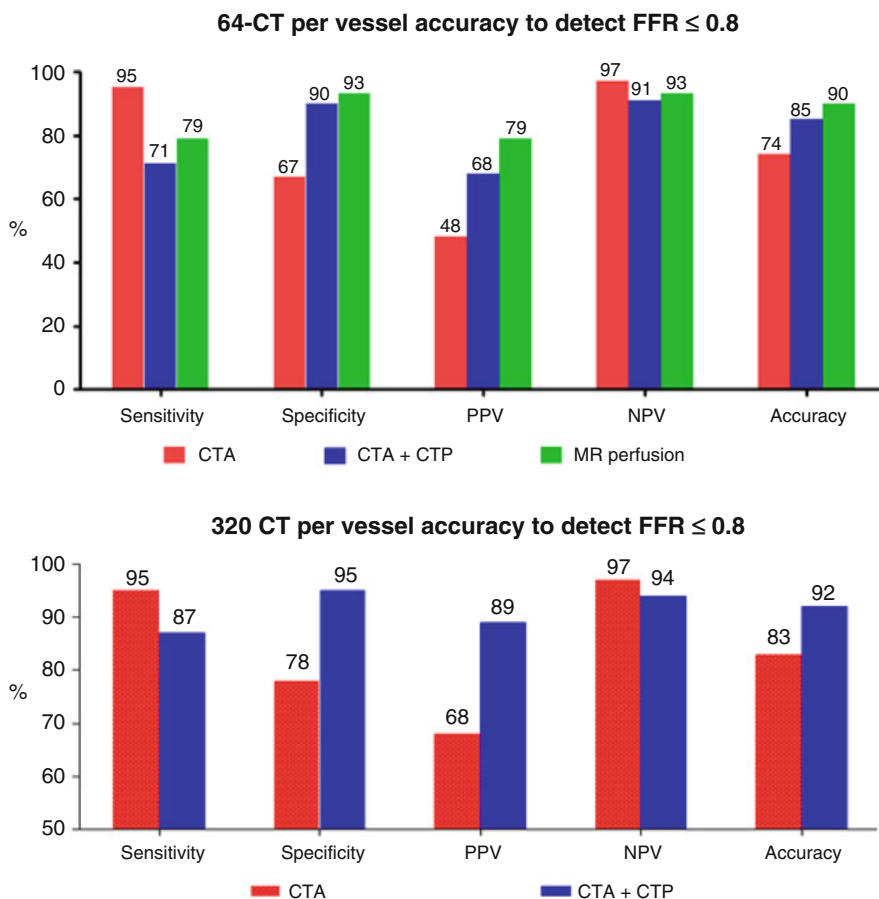 64-CT per vessel accuracy to detect FFR ≤ 0.8
100
80
60
40
20
0
%
95 71 79
67 90 93
48 68 79
97 91 93
74 85 90
Sensitivity Specificity PPV NPV Accuracy
CTA CTA + CTP MR perfusion
320 CT per vessel accuracy to detect FFR ≤ 0.8
100
90
80
70
60
50
%
95 87
78 95
68 89
97 94
83 92
Sensitivity Specificity PPV NPV Accuracy
CTA CTA + CTP